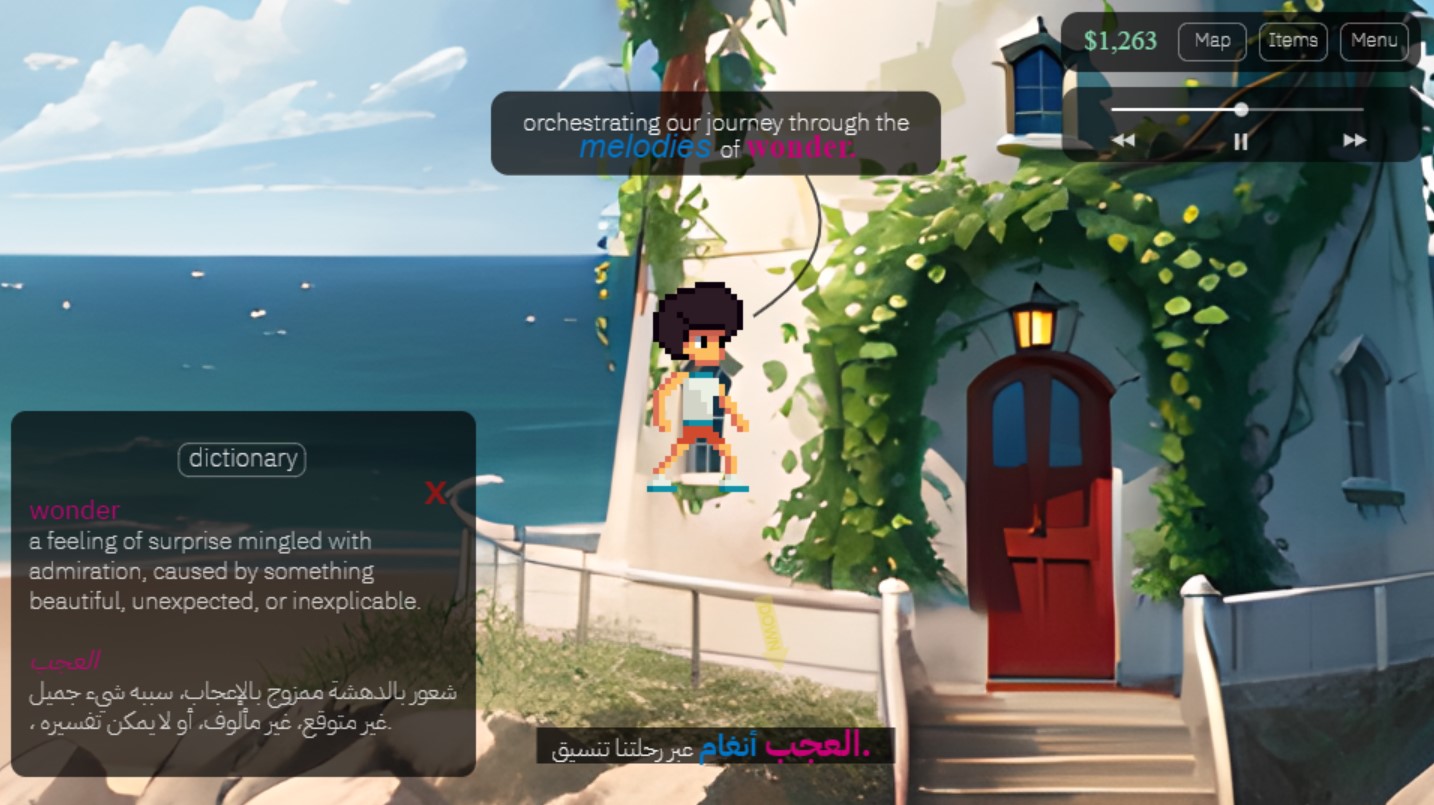 $1,263 Map Items Menu
orchestrating our journey through the
melodies of wonder.
dictionary
X
wonder
a feeling of surprise mingled with
admiration, caused by something
beautiful, unexpected, or inexplicable.
العجب
شعور بالدهشة ممزوج بالإعجاب، سببه شيء جميل
.غير متوقع، غير مألوف، أو لا يمكن تفسيره ،
.العجب أنغام عبر رحلتنا تنسيق